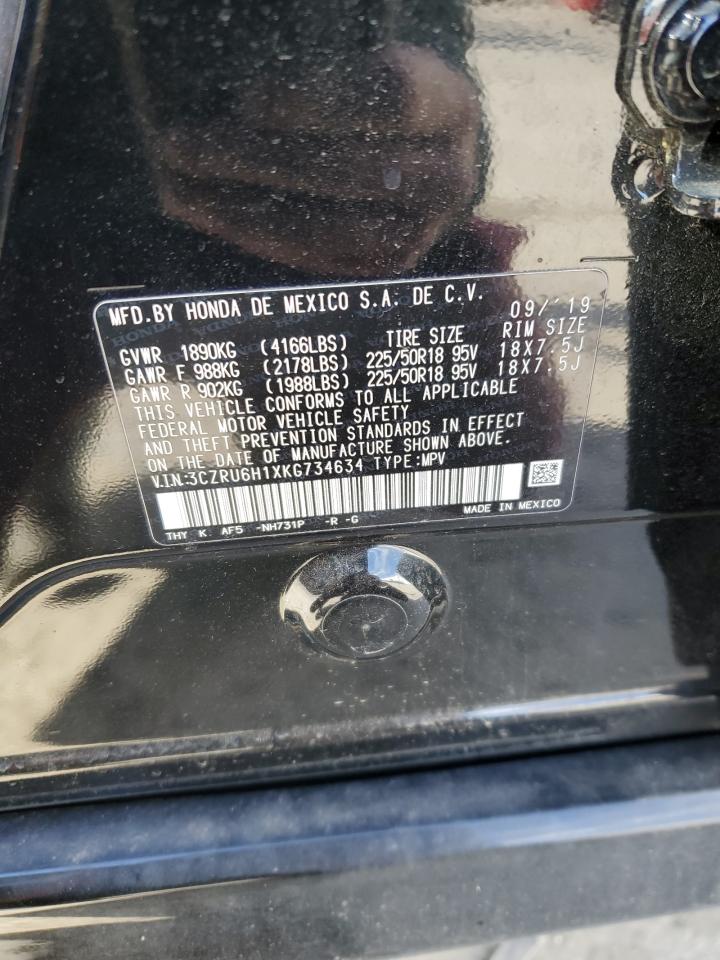 MFD.BY HONDA DE MEXICO S.A. DE C.V. 09/'19
TIRE SIZE RIM SIZE
GVWR 1890KG (4166LBS)
GAWR F 988KG (2178LBS) 225/50R18 95V 18X7.5J
GAWR R 902KG (1988LBS) 225/50R18 95V 18X7.5J
THIS VEHICLE CONFORMS TO ALL APPLICABLE
FEDERAL MOTOR VEHICLE SAFETY
AND THEFT PREVENTION STANDARDS IN EFFECT
ON THE DATE OF MANUFACTURE SHOWN ABOVE.
V.I.N:3CZRU6H1XKG734634 TYPE:MPV
MADE IN MEXICO
THY K. AF5 -NH731P -R -G